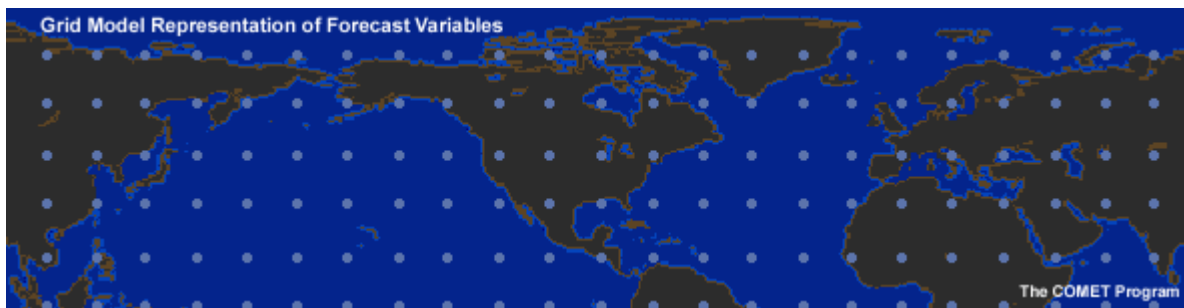 Grid Model Representation of Forecast Variables
The COMET Program